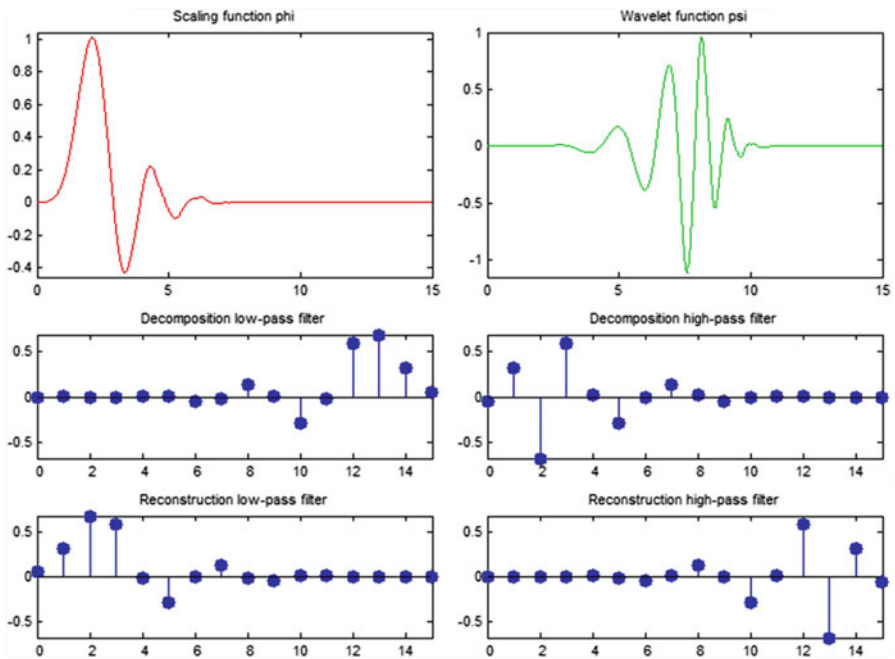 Scaling function phi
1
0.8
0.6
0.4
0.2
0
-0.2
-0.4
0 5 10 15
Wavelet function psi
1
0.5
0
-0.5
-1
0 5 10 15
Decomposition low-pass filter
0.5
0
-0.5
0 2 4 6 8 10 12 14
Decomposition high-pass filter
0.5
0
-0.5
0 2 4 6 8 10 12 14
Reconstruction low-pass filter
0.5
0
-0.5
0 2 4 6 8 10 12 14
Reconstruction high-pass filter
0.5
0
-0.5
0 2 4 6 8 10 12 14